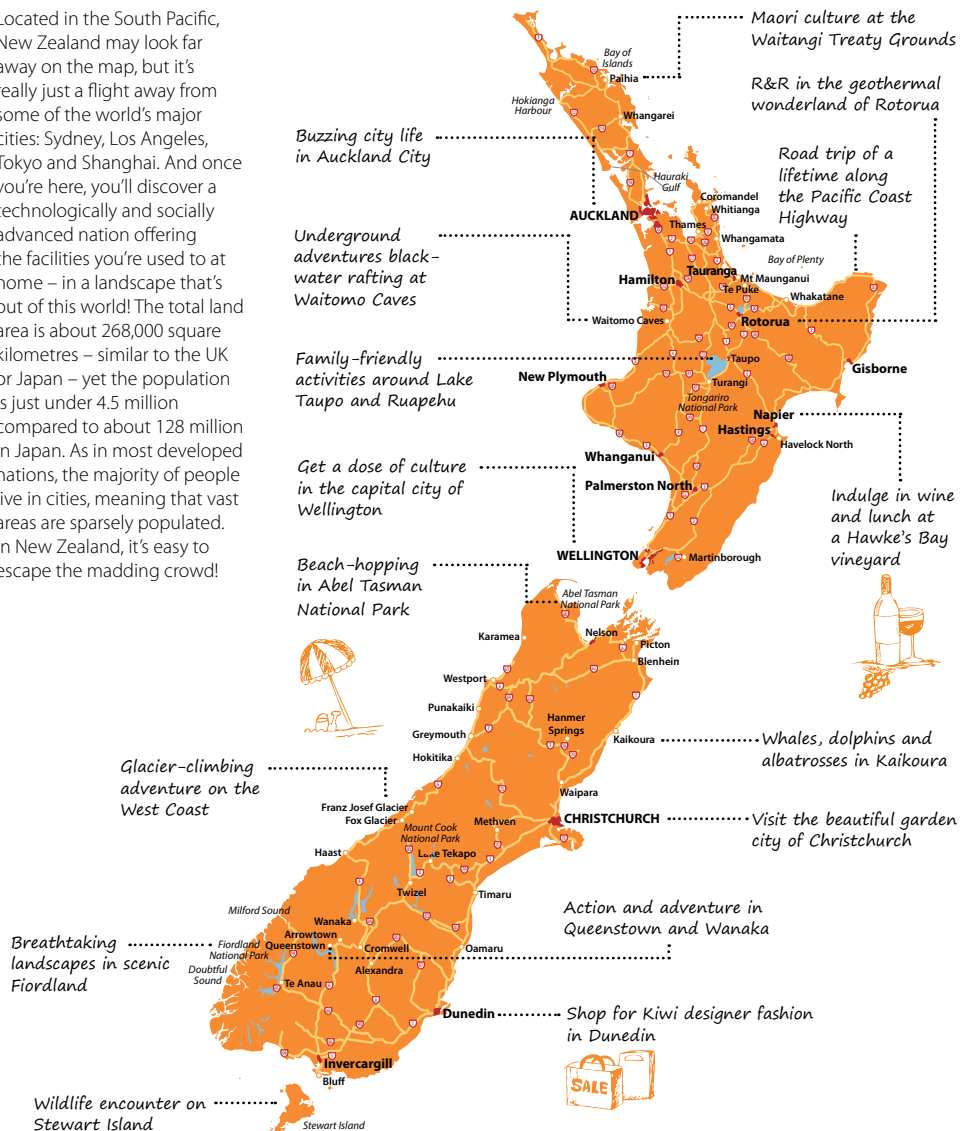 Located in the South Pacific,
New Zealand may look far
away on the map, but it's
really just a flight away from
some of the world's major
cities: Sydney, Los Angeles,
Tokyo and Shanghai. And once
you're here, you'll discover a
technologically and socially
advanced nation offering
the facilities you're used to at
home – in a landscape that's
out of this world! The total land
area is about 268,000 square
kilometres – similar to the UK
or Japan – yet the population
is just under 4.5 million
compared to about 128 million
in Japan. As in most developed
nations, the majority of people
live in cities, meaning that vast
areas are sparsely populated.
In New Zealand, it's easy to
escape the madding crowd!
Maori culture at the
Waitangi Treaty Grounds
R&R in the geothermal
wonderland of Rotorua
Buzzing city life
in Auckland City
Road trip of a
lifetime along
the Pacific Coast
Highway
Underground
adventures black-
water rafting at
Waitomo Caves
Family-friendly
activities around Lake
Taupo and Ruapehu
Get a dose of culture
in the capital city of
Wellington
Indulge in wine
and lunch at
a Hawke's Bay
vineyard
Beach-hopping
in Abel Tasman
National Park
Whales, dolphins and
albatrosses in Kaikoura
Glacier-climbing
adventure on the
West Coast
Visit the beautiful garden
city of Christchurch
Action and adventure in
Queenstown and Wanaka
Breathtaking
landscapes in scenic
Fiordland
Shop for Kiwi designer fashion
in Dunedin
SALE
Wildlife encounter on
Stewart Island
Bay of
Islands
Paihia
Hokianga
Harbour
Whangarei
Hauraki
Gulf
Coromandel
Whitianga
AUCKLAND
Thames
Whangamata
Bay of Plenty
Tauranga
Hamilton
Mt Maunganui
Te Puke
Whakatane
Waitomo Caves
Rotorua
Taupo
Gisborne
New Plymouth
Turangi
Tongariro
National Park
Napier
Hastings
Havelock North
Whanganui
Palmerston North
WELLINGTON
Martinborough
Abel Tasman
National Park
Karamea
Nelson
Picton
Blenheim
Westport
Punakaiki
Hanmer
Springs
Greymouth
Kaikoura
Hokitika
Waipara
Franz Josef Glacier
Fox Glacier
Methven
CHRISTCHURCH
Mount Cook
National Park
Haast
Lake Tekapo
Twizel
Timaru
Milford Sound
Wanaka
Arrowtown
Queenstown
Cromwell
Oamaru
Fiordland
National Park
Alexandra
Doubtful
Sound
Te Anau
Dunedin
Invercargill
Bluff
Stewart Island